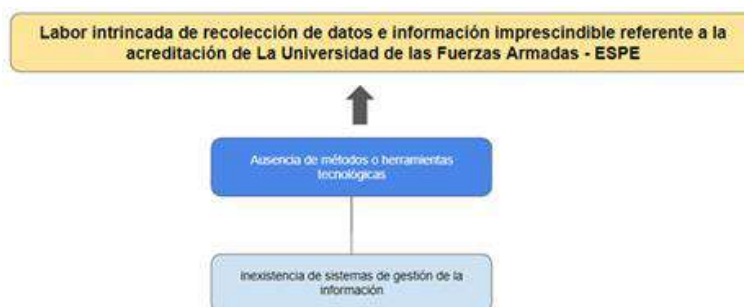 Labor intrincada de recolección de datos e información imprescindible referente a la
acreditación de La Universidad de las Fuerzas Armadas - ESPE
Ausencia de métodos o herramientas
tecnológicas
Inexistencia de sistemas de gestión de la
información